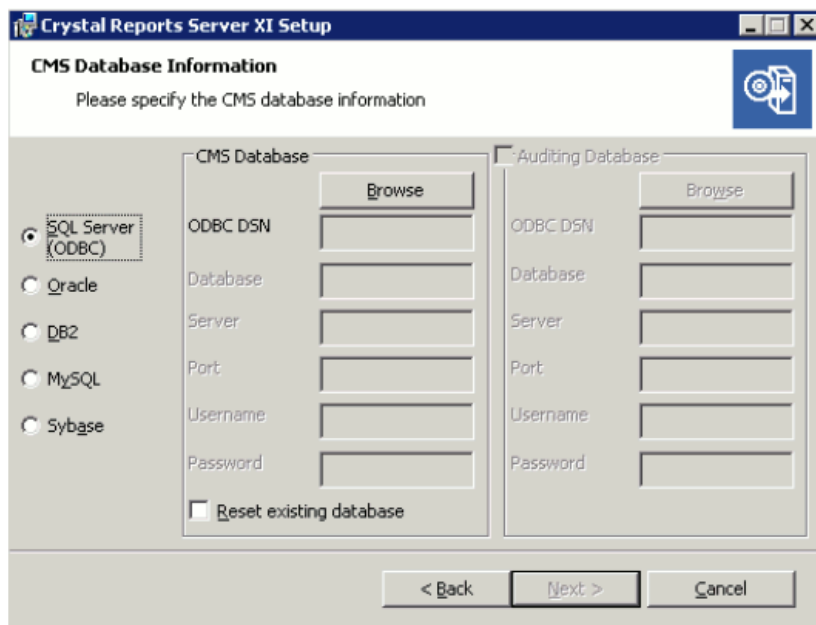 Crystal Reports Server XI Setup
CMS Database Information
Please specify the CMS database information
SQL Server
(ODBC)
Oracle
DB2
MySQL
Sybase
CMS Database
Browse
ODBC DSN
Database
Server
Port
Username
Password
Reset existing database
Auditing Database
Browse
ODBC DSN
Database
Server
Port
Username
Password
< Back
Next >
Cancel